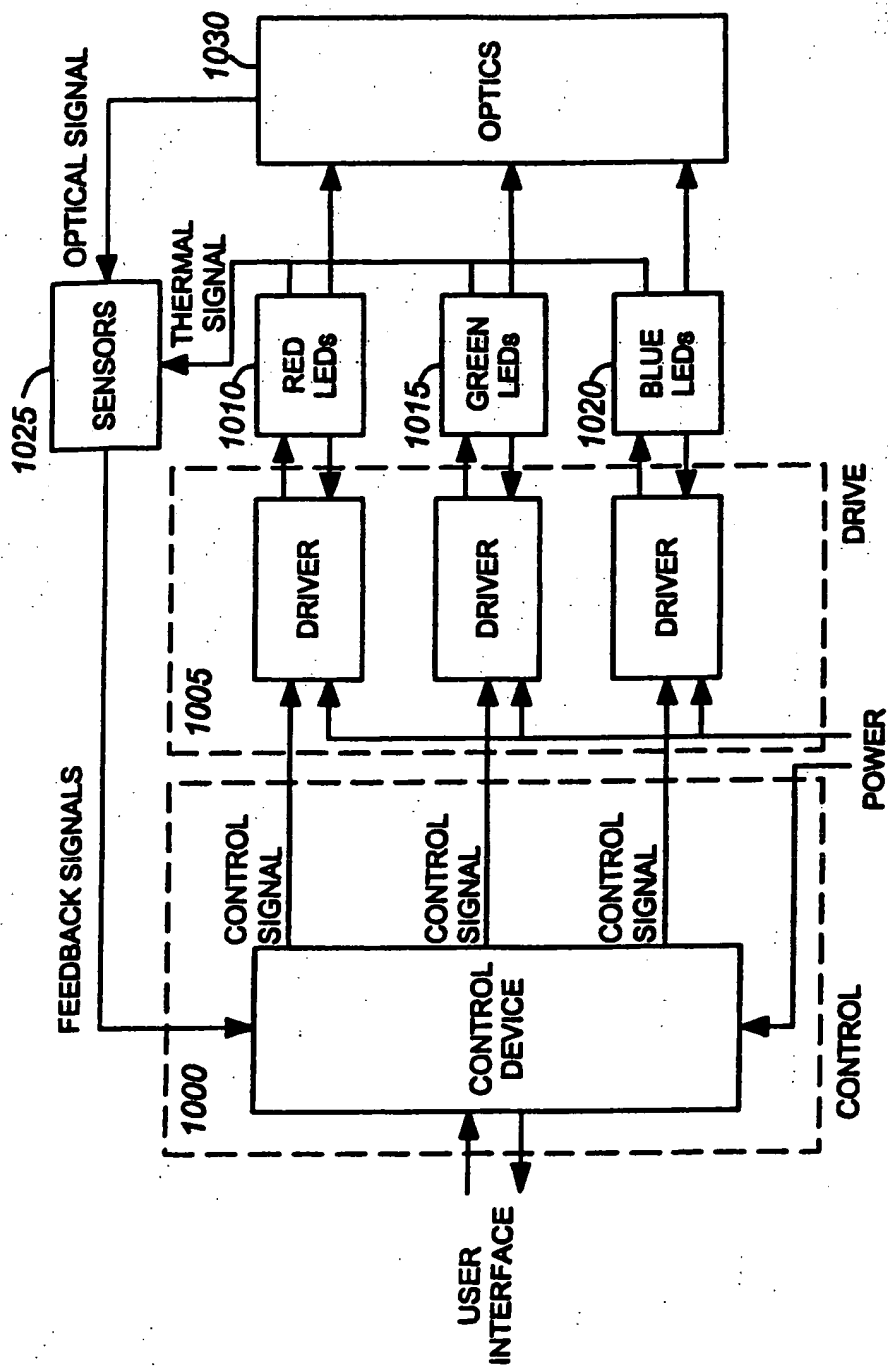 OPTICAL SIGNAL
1030
OPTICS
1025
SENSORS
THERMAL
SIGNAL
FEEDBACK SIGNALS
1010
RED
LEDs
1015
GREEN
LEDs
1020
BLUE
LEDs
1005
DRIVER
DRIVER
DRIVER
DRIVE
1000
CONTROL
SIGNAL
CONTROL
SIGNAL
CONTROL
SIGNAL
CONTROL
DEVICE
CONTROL
POWER
USER
INTERFACE